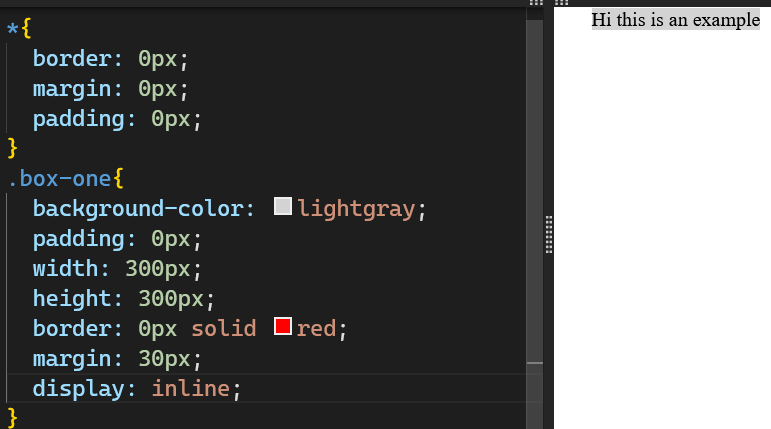 *{
border: 0px;
margin: 0px;
padding: 0px;
}
.box-one{
background-color: lightgray;
padding: 0px;
width: 300px;
height: 300px;
border: 0px solid red;
margin: 30px;
display: inline;
}
Hi this is an example